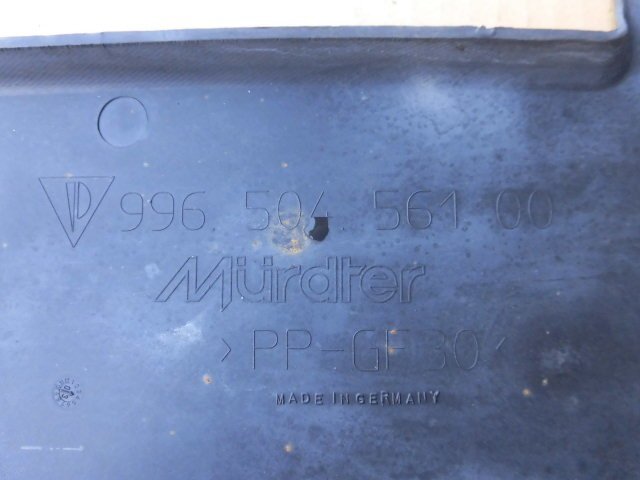 996 504. 561 00
Mürdter
>PP-GF30<
MADE IN GERMANY